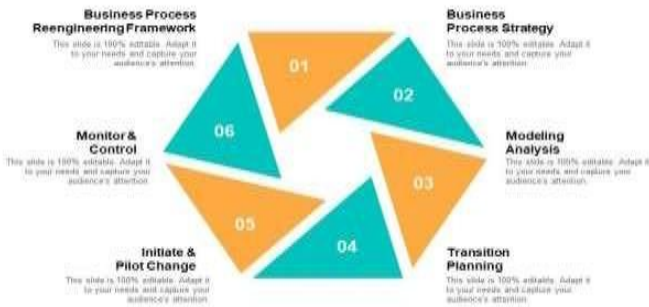 Business Process
Reengineering Framework
This slide is 100% editable. Adapt it
to your needs and capture your
audience's attention.
Business
Process Strategy
This slide is 100% editable. Adapt it
to your needs and capture your
audience's attention.
01
02
06
Monitor &
Control
This slide is 100% editable. Adapt it
to your needs and capture your
audience's attention.
Modeling
Analysis
This slide is 100% editable. Adapt it
to your needs and capture your
audience's attention.
03
05
04
Initiate &
Pilot Change
This slide is 100% editable. Adapt it
to your needs and capture your
audience's attention.
Transition
Planning
This slide is 100% editable. Adapt it
to your needs and capture your
audience's attention.